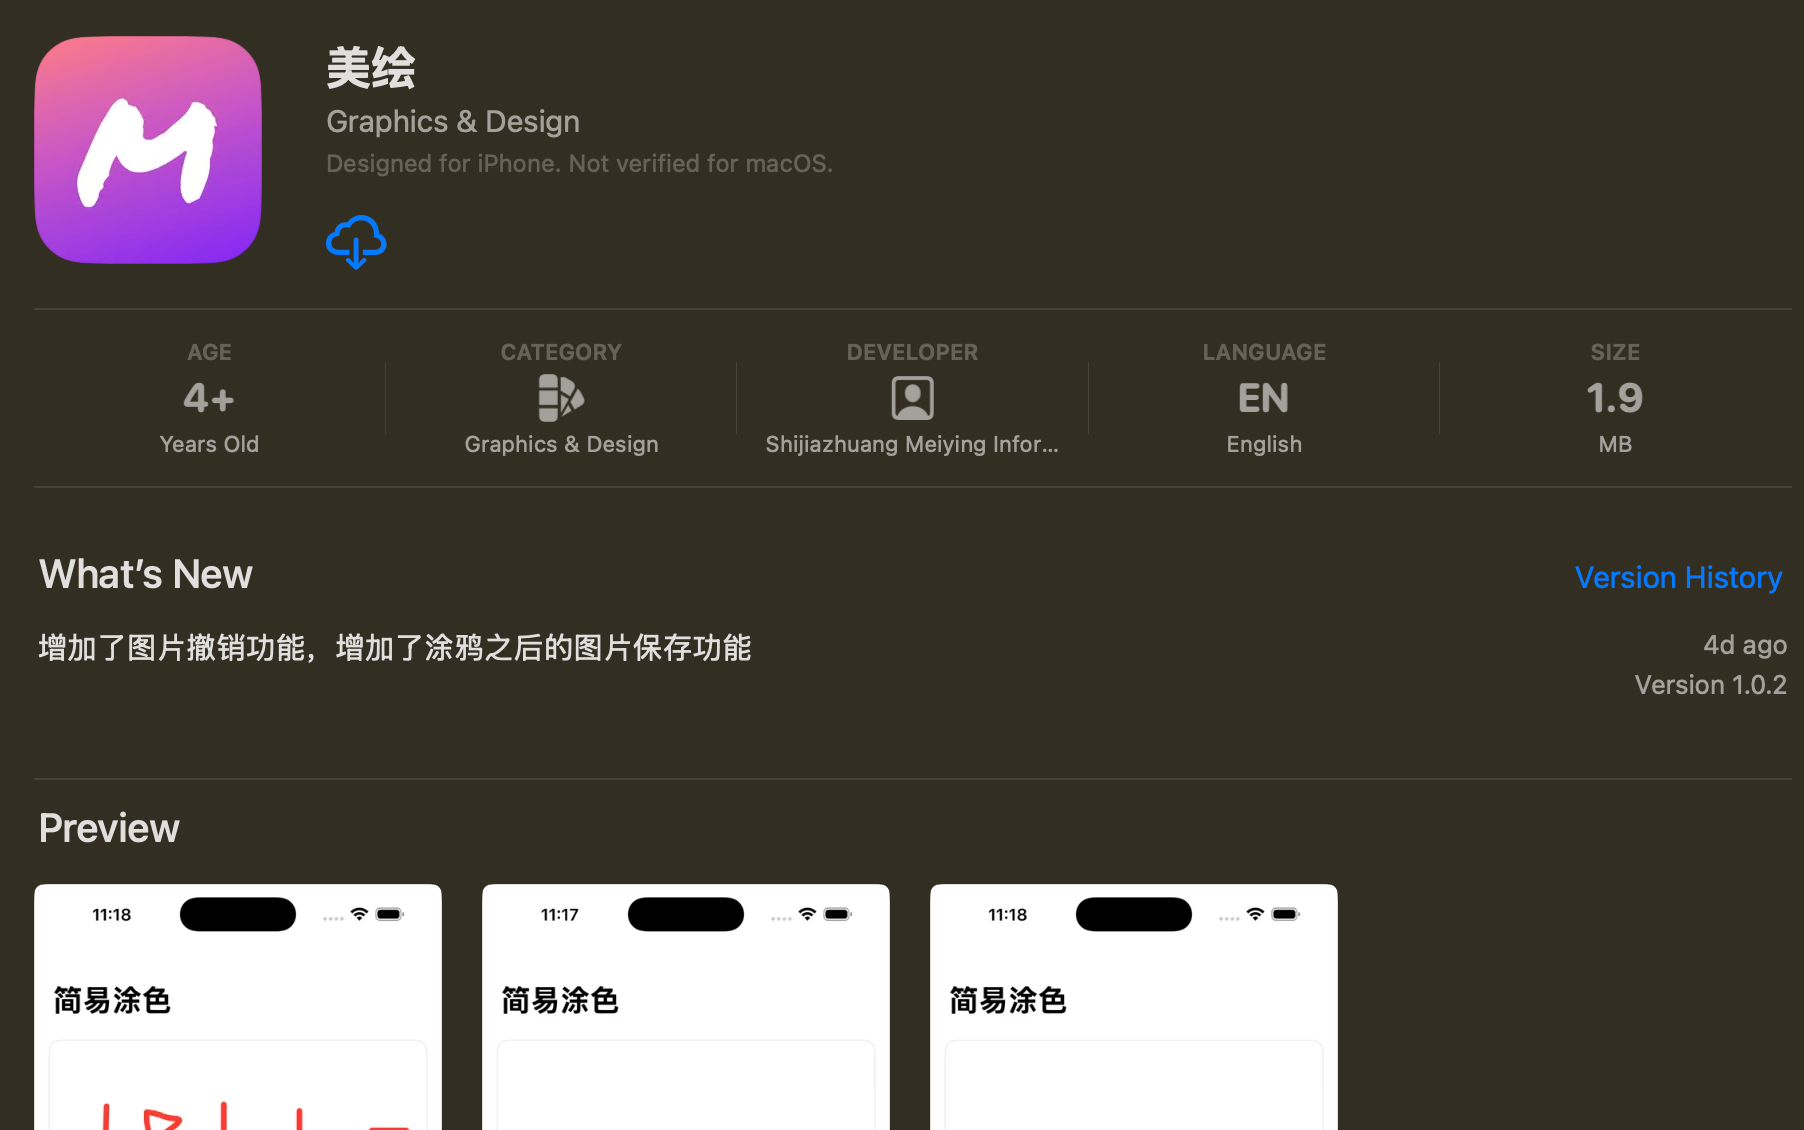 美绘
Graphics & Design
Designed for iPhone. Not verified for macOS.
AGE
4+
Years Old
CATEGORY
Graphics & Design
DEVELOPER
Shijiazhuang Meiying Infor...
LANGUAGE
EN
English
SIZE
1.9
MB
What's New
Version History
增加了图片撤销功能，增加了涂鸦之后的图片保存功能
4d ago
Version 1.0.2
Preview
11:18
简易涂色
11:17
简易涂色
11:18
简易涂色